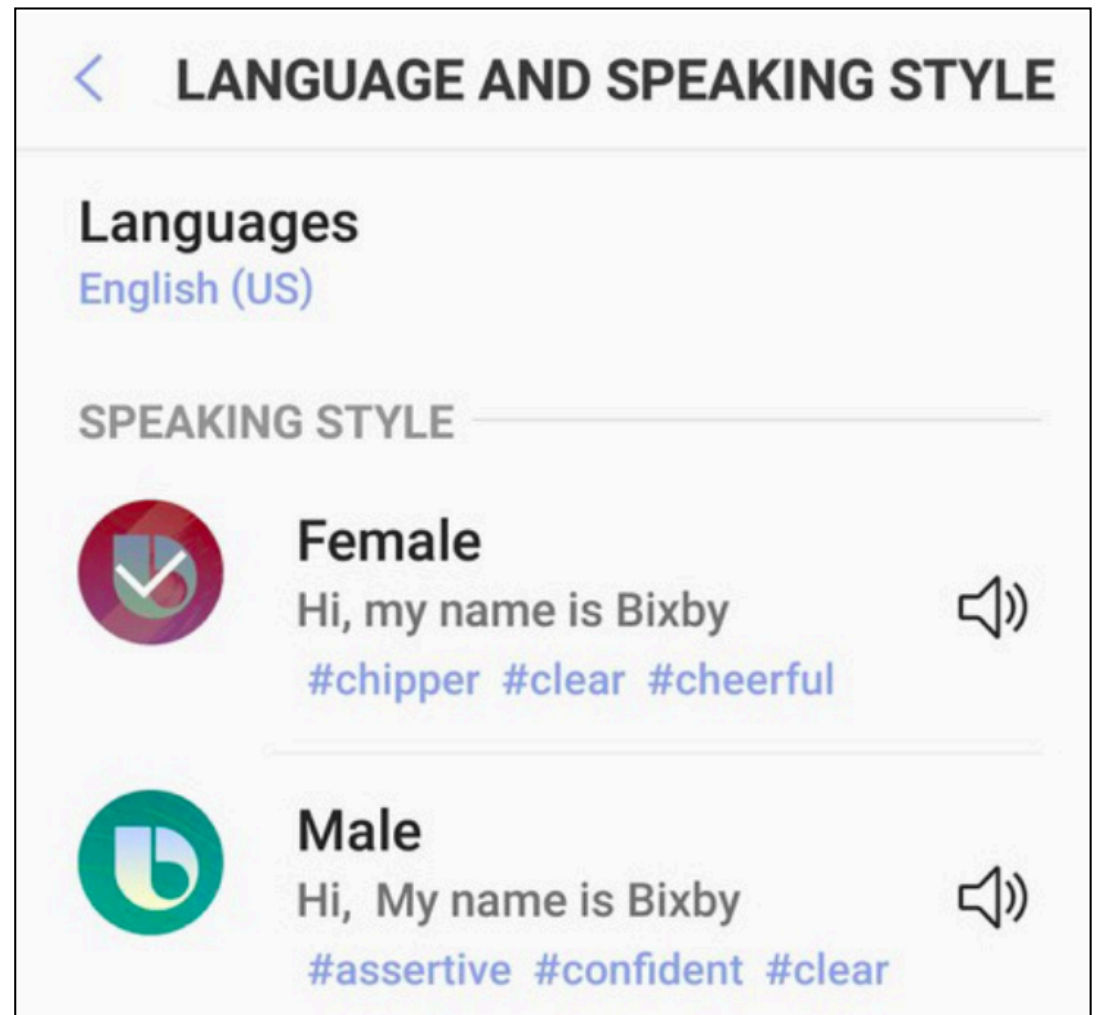 LANGUAGE AND SPEAKING STYLE
Languages
English (US)
SPEAKING STYLE
Female
Hi, my name is Bixby
#chipper #clear #cheerful
Male
Hi, My name is Bixby
#assertive #confident #clear